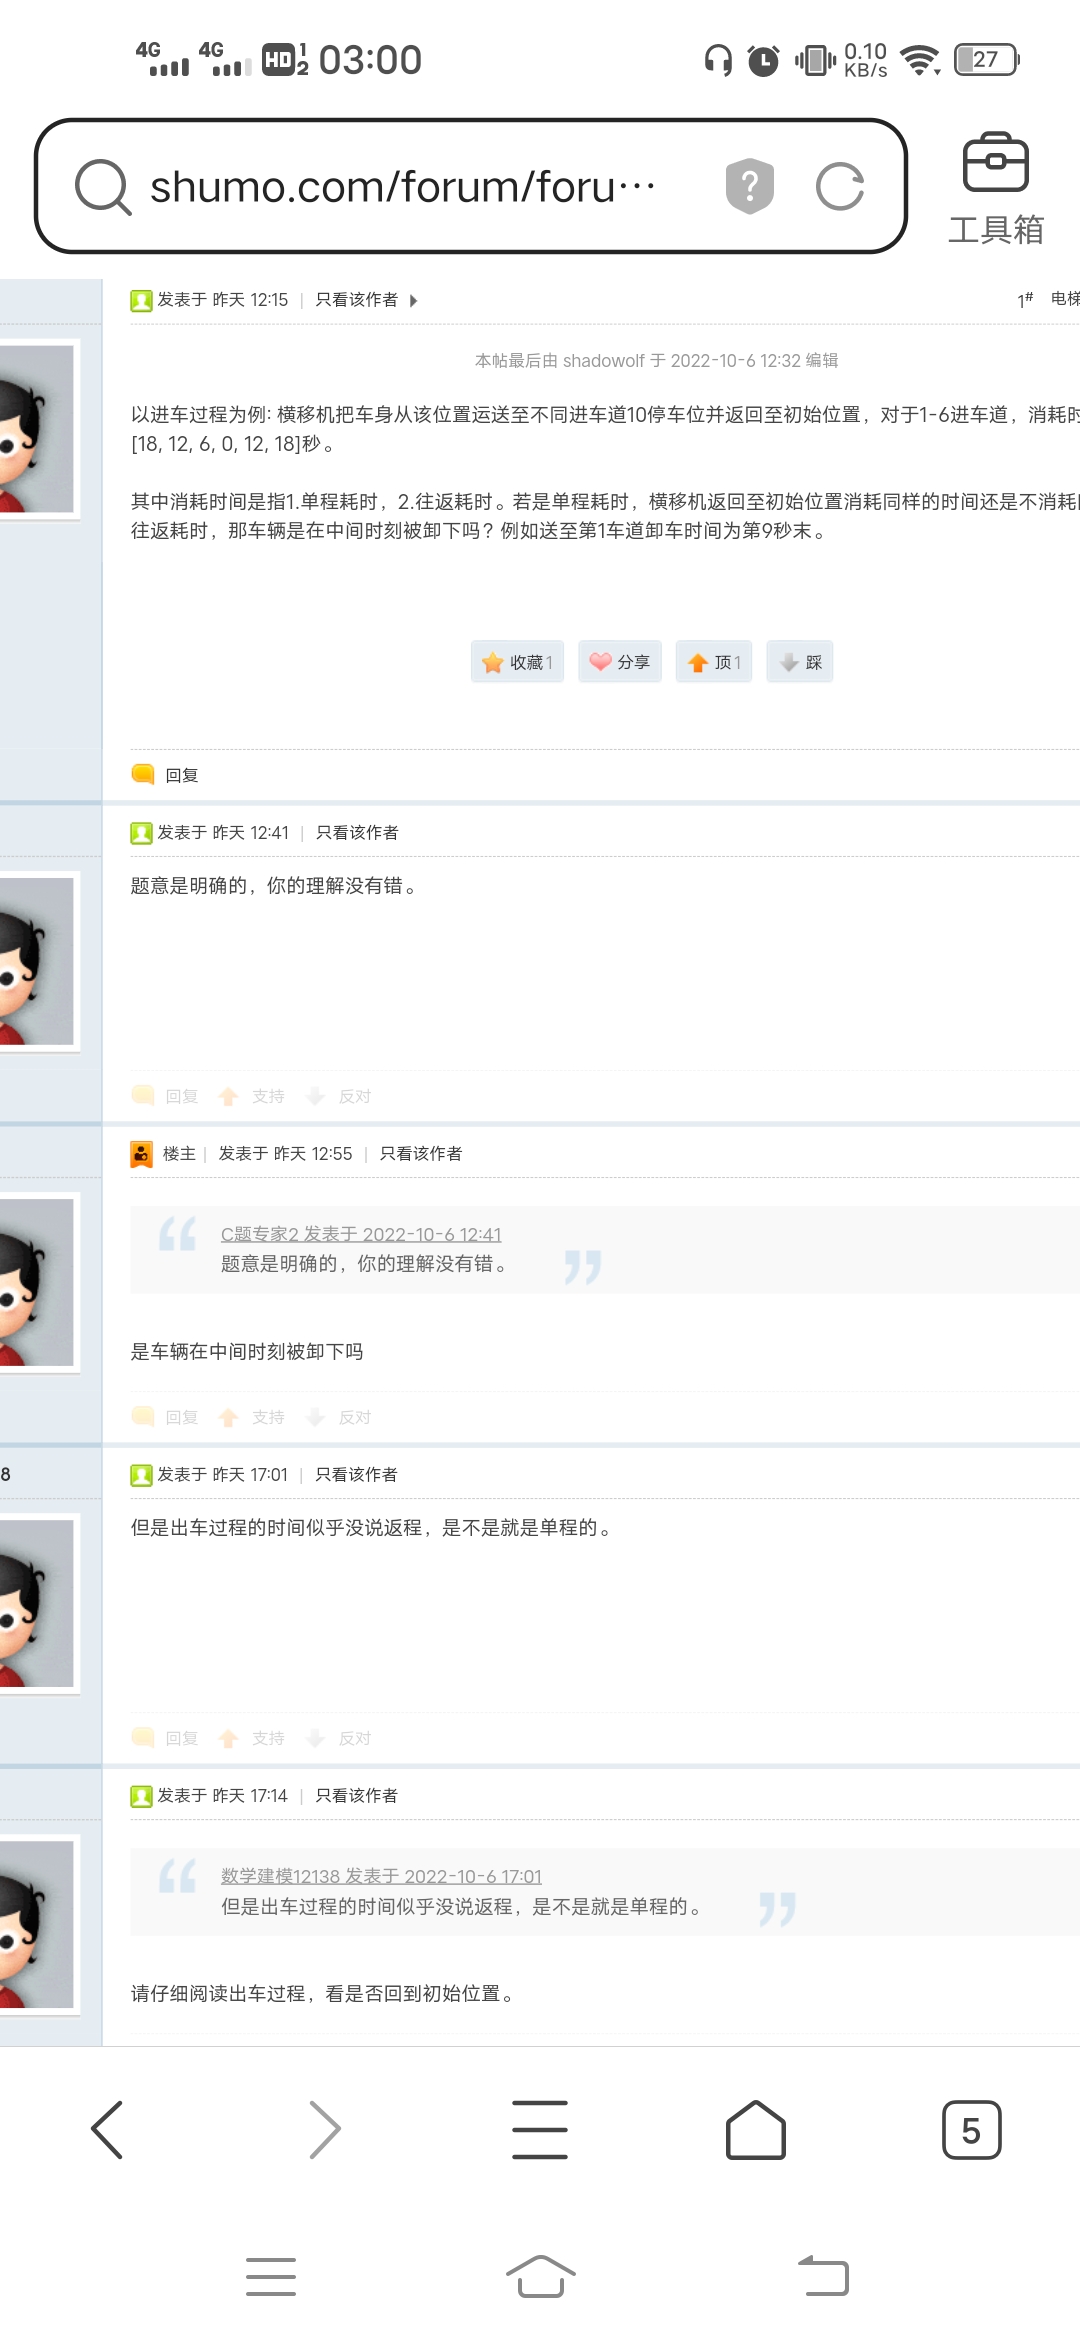 4G 4G HD 1 2 03:00 0.10 KB/s 27
shumo.com/forum/foru···
工具箱
发表于 昨天 12:15 | 只看该作者
1# 电梯
本帖最后由 shadowolf 于 2022-10-6 12:32 编辑
以进车过程为例: 横移机把车身从该位置运送至不同进车道10停车位并返回至初始位置，对于1-6进车道，消耗时
[18, 12, 6, 0, 12, 18]秒。
其中消耗时间是指1.单程耗时，2.往返耗时。若是单程耗时，横移机返回至初始位置消耗同样的时间还是不消耗
往返耗时，那车辆是在中间时刻被卸下吗？例如送至第1车道卸车时间为第9秒末。
收藏1 分享 顶1 踩
回复
发表于 昨天 12:41 | 只看该作者
题意是明确的，你的理解没有错。
回复 支持 反对
楼主 | 发表于 昨天 12:55 | 只看该作者
C题专家2 发表于 2022-10-6 12:41
题意是明确的，你的理解没有错。
是车辆在中间时刻被卸下吗
回复 支持 反对
8
发表于 昨天 17:01 | 只看该作者
但是出车过程的时间似乎没说返程，是不是就是单程的。
回复 支持 反对
发表于 昨天 17:14 | 只看该作者
数学建模12138 发表于 2022-10-6 17:01
但是出车过程的时间似乎没说返程，是不是就是单程的。
请仔细阅读出车过程，看是否回到初始位置。
5